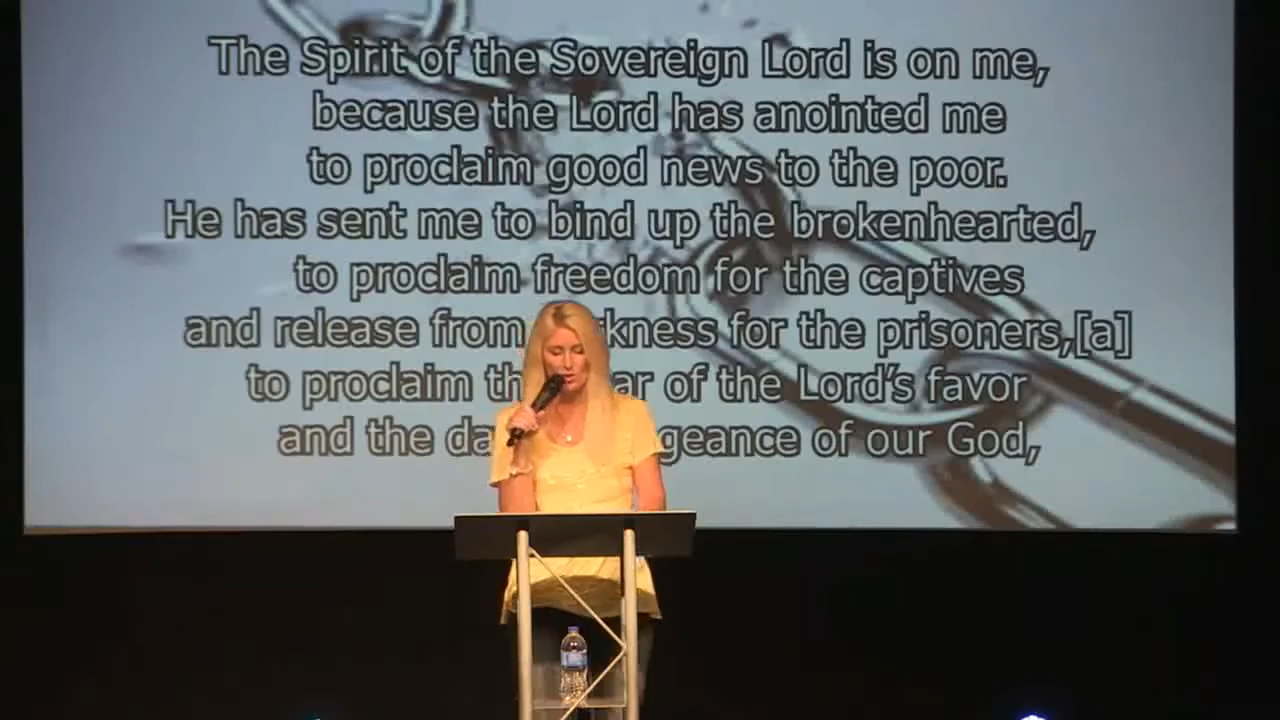 The Spirit of the Sovereign Lord is on me,
because the Lord has anointed me
to proclaim good news to the poor.
He has sent me to bind up the brokenhearted,
to proclaim freedom for the captives
and release from kness for the prisoners,[a]
to proclaim th ar of the Lord's favor
and the da geance of our God,